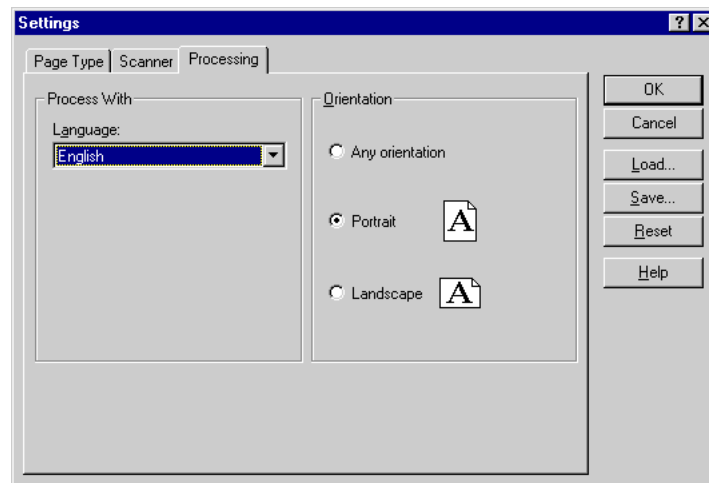 Settings
Page Type Scanner Processing
Process With
Language:
English
Orientation
Any orientation
Portrait A
Landscape A
OK
Cancel
Load...
Save...
Reset
Help